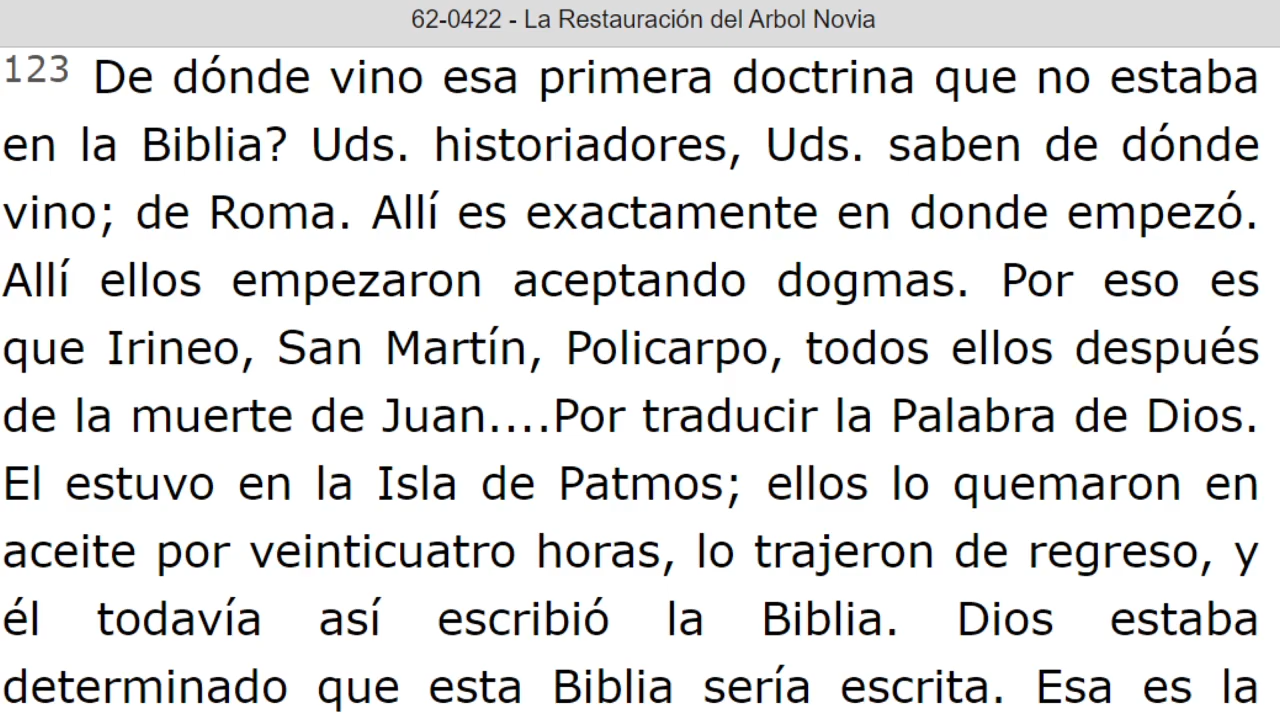 62-0422 - La Restauración del Arbol Novia
123 De dónde vino esa primera doctrina que no estaba
en la Biblia? Uds. historiadores, Uds. saben de dónde
vino; de Roma. Allí es exactamente en donde empezó.
Allí ellos empezaron aceptando dogmas. Por eso es
que Irineo, San Martín, Policarpo, todos ellos después
de la muerte de Juan....Por traducir la Palabra de Dios.
El estuvo en la Isla de Patmos; ellos lo quemaron en
aceite por veinticuatro horas, lo trajeron de regreso, y
él todavía así escribió la Biblia. Dios estaba
determinado que esta Biblia sería escrita. Esa es la